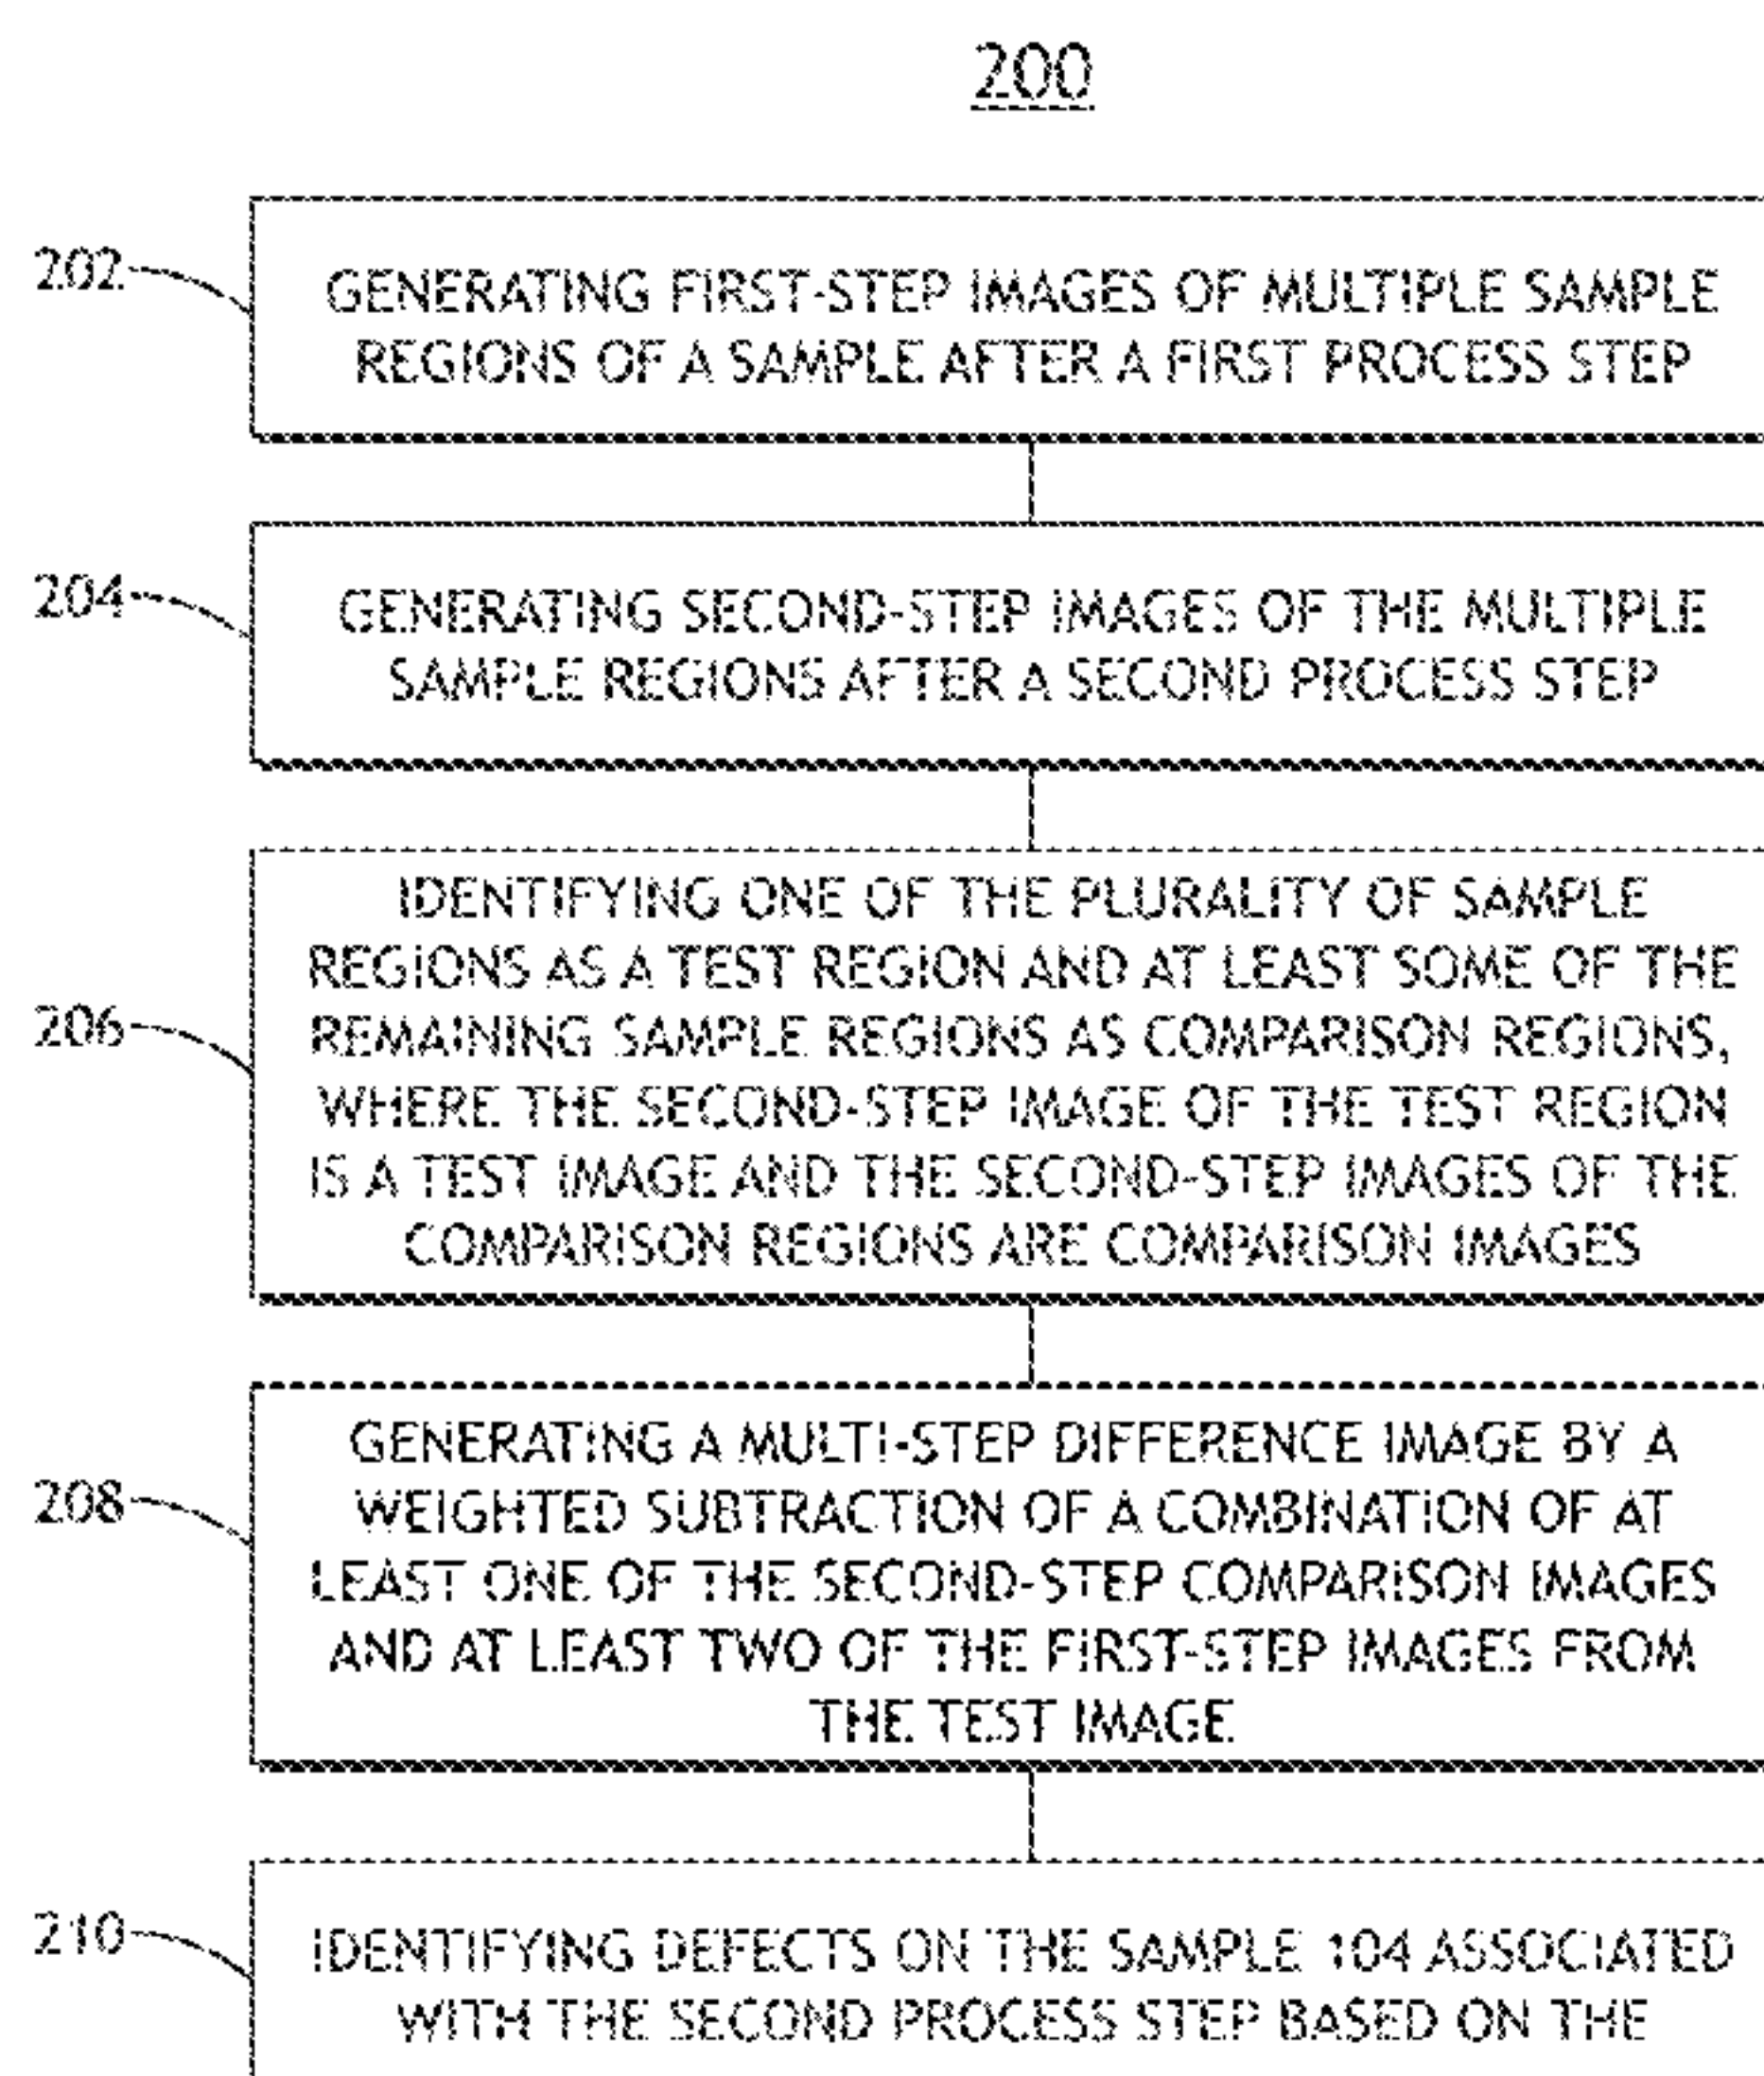 200
202
GENERATING FIRST-STEP IMAGES OF MULTIPLE SAMPLE
REGIONS OF A SAMPLE AFTER A FIRST PROCESS STEP
204
GENERATING SECOND-STEP IMAGES OF THE MULTIPLE
SAMPLE REGIONS AFTER A SECOND PROCESS STEP
206
IDENTIFYING ONE OF THE PLURALITY OF SAMPLE
REGIONS AS A TEST REGION AND AT LEAST SOME OF THE
REMAINING SAMPLE REGIONS AS COMPARISON REGIONS,
WHERE THE SECOND-STEP IMAGE OF THE TEST REGION
IS A TEST IMAGE AND THE SECOND-STEP IMAGES OF THE
COMPARISON REGIONS ARE COMPARISON IMAGES
208
GENERATING A MULTI-STEP DIFFERENCE IMAGE BY A
WEIGHTED SUBTRACTION OF A COMBINATION OF AT
LEAST ONE OF THE SECOND-STEP COMPARISON IMAGES
AND AT LEAST TWO OF THE FIRST-STEP IMAGES FROM
THE TEST IMAGE
210
IDENTIFYING DEFECTS ON THE SAMPLE 104 ASSOCIATED
WITH THE SECOND PROCESS STEP BASED ON THE